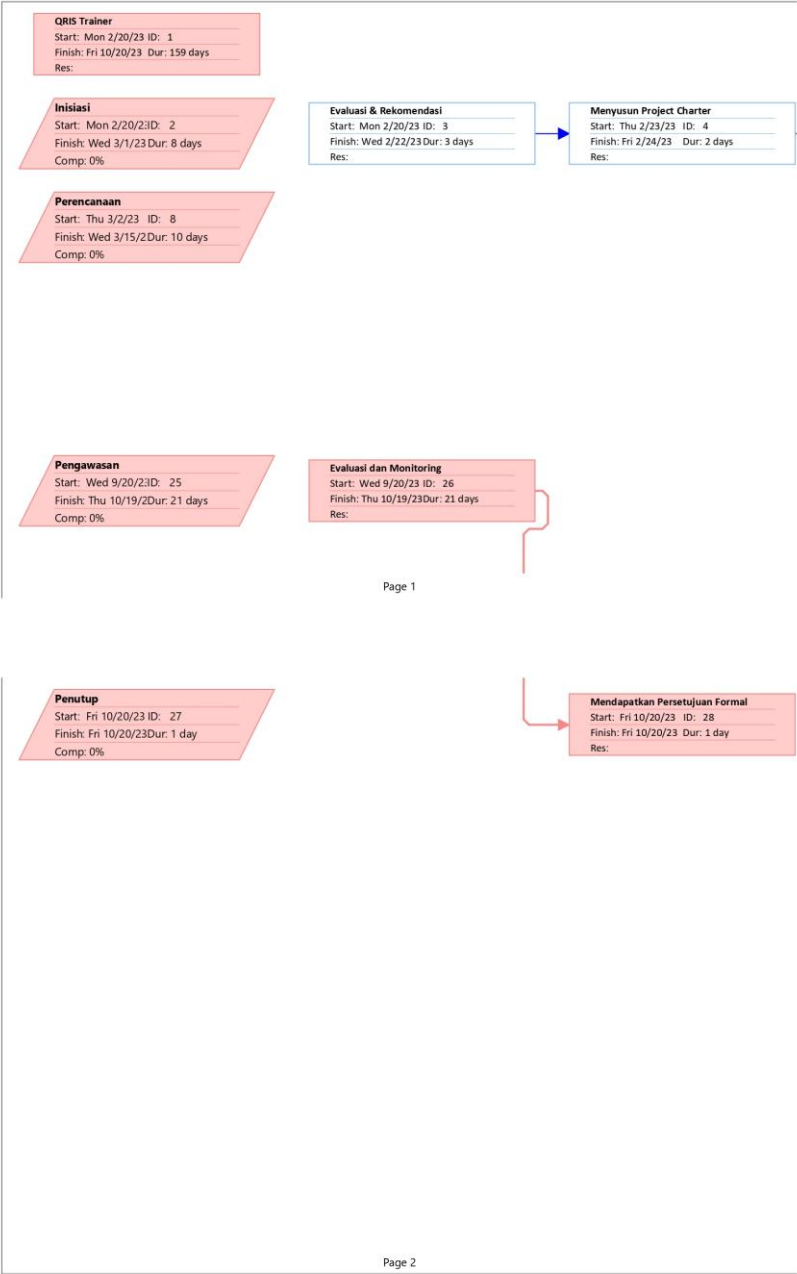 QRIS Trainer
Start: Mon 2/20/23 ID: 1
Finish: Fri 10/20/23 Dur: 159 days
Res:
Inisiasi
Start: Mon 2/20/23ID: 2
Finish: Wed 3/1/23 Dur: 8 days
Comp: 0%
Evaluasi & Rekomendasi
Start: Mon 2/20/23 ID: 3
Finish: Wed 2/22/23 Dur: 3 days
Res:
Menyusun Project Charter
Start: Thu 2/23/23 ID: 4
Finish: Fri 2/24/23 Dur: 2 days
Res:
Perencanaan
Start: Thu 3/2/23 ID: 8
Finish: Wed 3/15/2 Dur: 10 days
Comp: 0%
Pengawasan
Start: Wed 9/20/23ID: 25
Finish: Thu 10/19/2Dur: 21 days
Comp: 0%
Evaluasi dan Monitoring
Start: Wed 9/20/23 ID: 26
Finish: Thu 10/19/23Dur: 21 days
Res:
Page 1
Penutup
Start: Fri 10/20/23 ID: 27
Finish: Fri 10/20/23Dur: 1 day
Comp: 0%
Mendapatkan Persetujuan Formal
Start: Fri 10/20/23 ID: 28
Finish: Fri 10/20/23 Dur: 1 day
Res:
Page 2